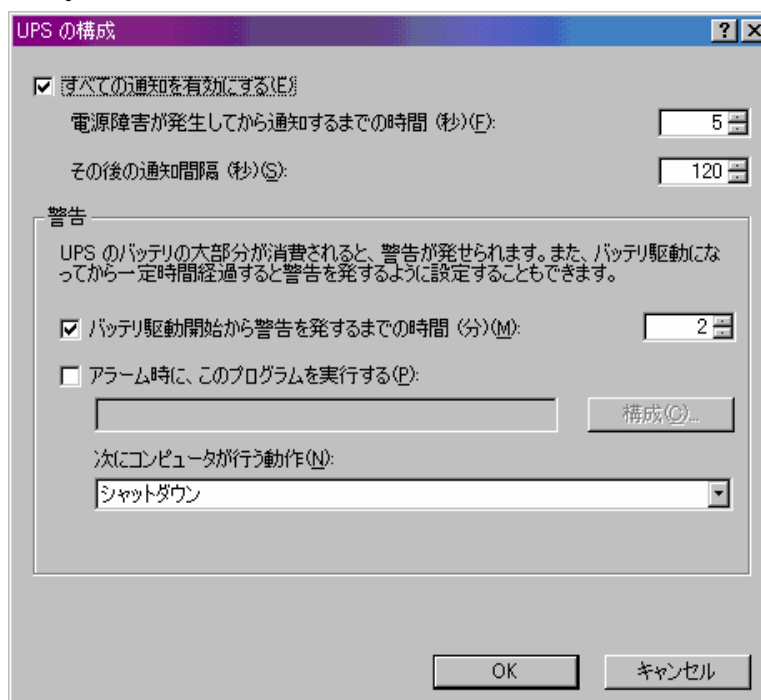 UPS の構成
すべての通知を有効にする(E)
電源障害が発生してから通知するまでの時間 (秒)(F):
5
その後の通知間隔 (秒)(S):
120
警告
UPS のバッテリの大部分が消費されると、警告が発せられます。また、バッテリ駆動にな
ってから一定時間経過すると警告を発するように設定することもできます。
バッテリ駆動開始から警告を発するまでの時間 (分)(M):
2
アラーム時に、このプログラムを実行する(P):
構成(C)...
次にコンピュータが行う動作(N):
シャットダウン
OK
キャンセル